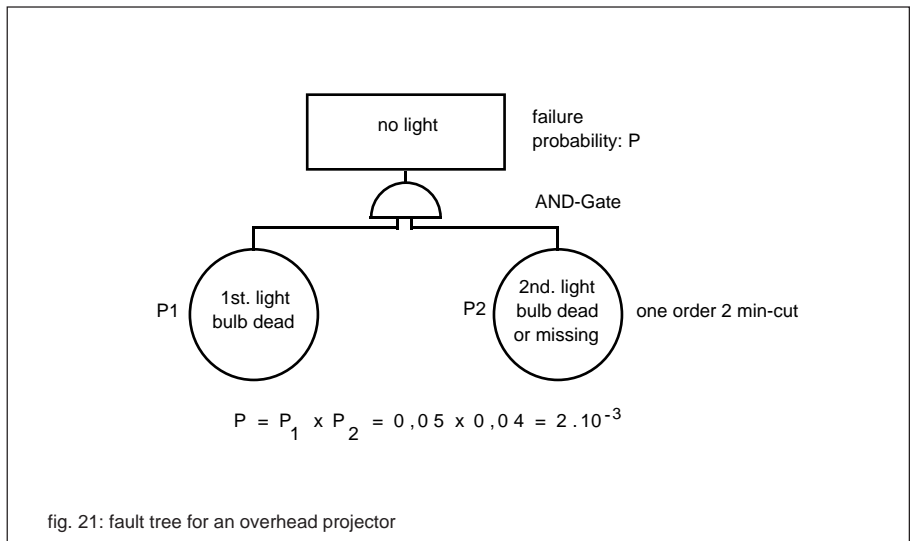 no light
failure
probability: P
AND-Gate
P1
1st. light
bulb dead
P2
2nd. light
bulb dead
or missing
one order 2 min-cut
P = P1 x P2 = 0,05 x 0,04 = 2.10-3
fig. 21: fault tree for an overhead projector